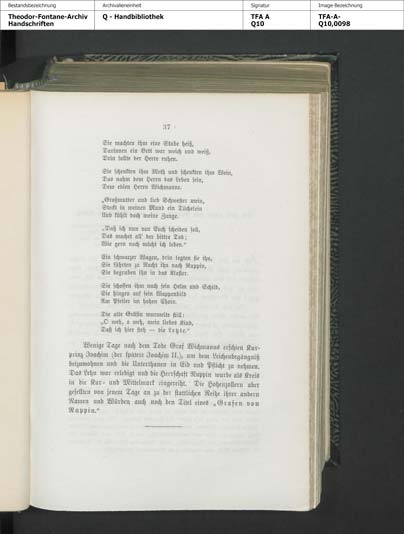 Bestandsbezeichnung
Archivalieneinheit
Signatur
Image-Bezeichnung
Theodor-Fontane-Archiv
Handschriften
Q - Handbibliothek
TFA A
Q10
TFA-A-
Q10,0098
37
Sie machten ihm eine Stube heiß,
Darinnen ein Bett war weich und weiß,
Drin sollte der Herre ruhen.
Sie schenkten ihm Meth und schenkten ihm Wein,
Das nahm dem Herrn das Leben sein,
Dem edlen Herrn Wichmanne.
„Großmutter und lieb Schwester mein,
Steckt in meinen Mund ein Tüchelein
Und kühlt doch meine Zunge.
„Daß ich nun von Euch scheiden soll,
Das machet all' der bittre Tod;
Wie gern noch möcht ich leben.“
Ein schwarzer Wagen, drin legten sie ihn,
Sie führten zu Nacht ihn nach Ruppin,
Sie begruben ihn in das Kloster.
Sie schossen ihm nach sein Helm und Schild,
Sie hingen auf sein Wappenbild
Am Pfeiler im hohen Chore.
Die alte Gräfin murmelte still:
„O weh, o weh, mein liebes Kind,
Daß ich hier steh — die letzte.“
Wenige Tage nach dem Tode Graf Wichmanns erschien Kur-
prinz Joachim (der spätere Joachim II.), um dem Leichenbegängniß
beizuwohnen und die Unterthanen in Eid und Pflicht zu nehmen.
Das Lehn war erledigt und die Herrschaft Ruppin wurde als Kreis
in die Kur- und Mittelmark eingereiht. Die Hohenzollern aber
gesellten von jenem Tage an zu der stattlichen Reihe ihrer andern
Namen und Würden auch noch den Titel eines „Grafen von
Ruppin.“